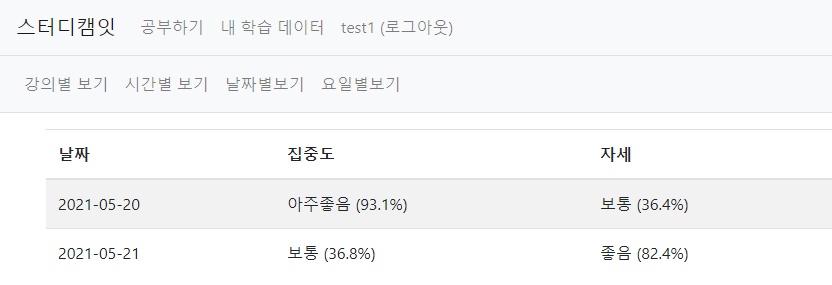 스터디캠잇 공부하기 내 학습 데이터 test1 (로그아웃)
강의별 보기 시간별 보기 날짜별보기 요일별보기
날짜 집중도 자세
2021-05-20 아주좋음 (93.1%) 보통 (36.4%)
2021-05-21 보통 (36.8%) 좋음 (82.4%)